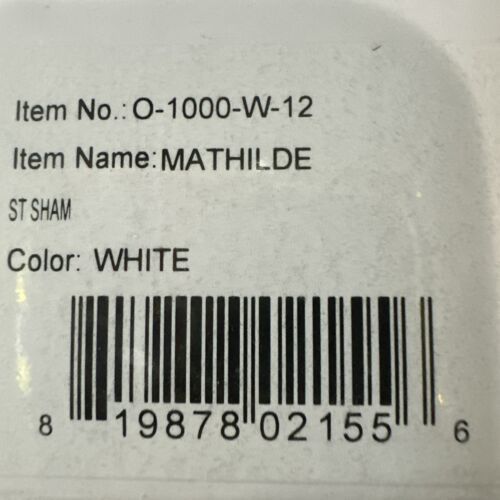 Item No.: O-1000-W-12
Item Name: MATHILDE
ST SHAM
Color: WHITE
8 19878 02155 6